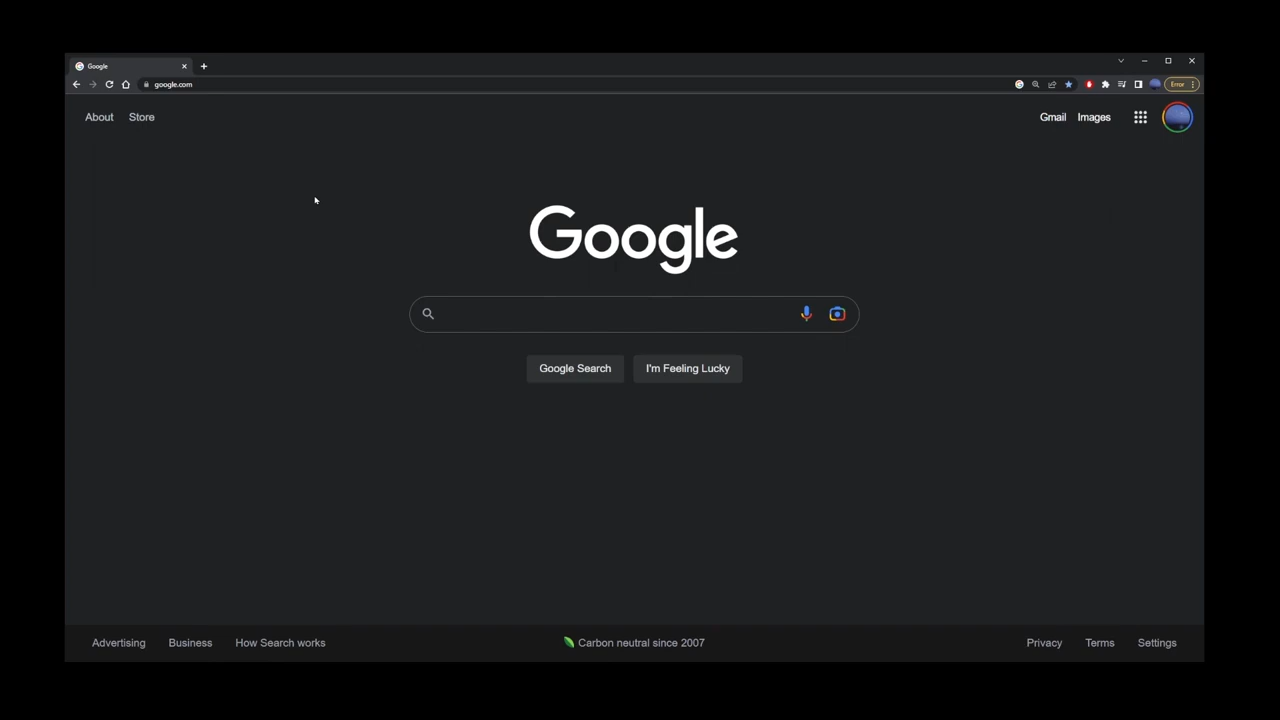 Google
google.com
Error
About Store
Gmail Images
Google
Google Search I'm Feeling Lucky
Advertising Business How Search works
Carbon neutral since 2007
Privacy Terms Settings